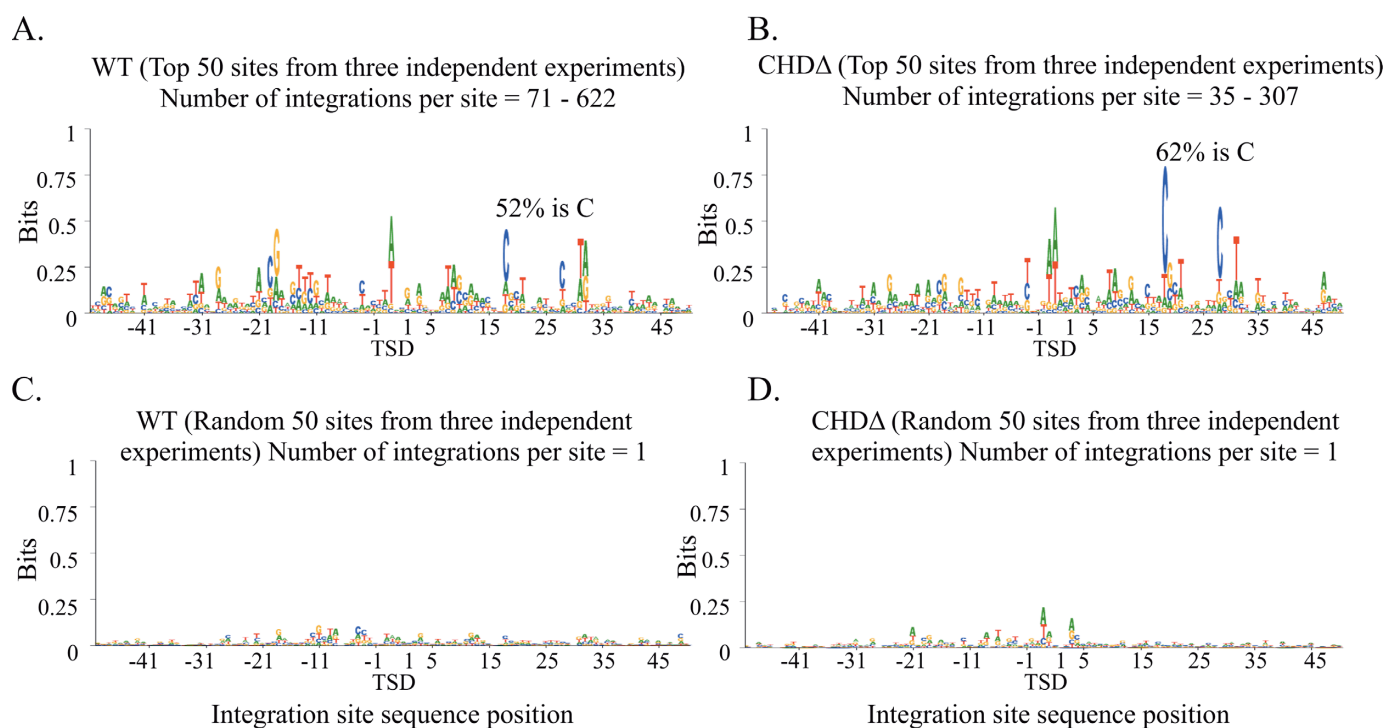 A.
WT (Top 50 sites from three independent experiments)
Number of integrations per site = 71 - 622
1
0.75
0.5
0.25
0
Bits
52% is C
-41 -31 -21 -11 -1 1 5 15 25 35 45
TSD
B.
CHDΔ (Top 50 sites from three independent experiments)
Number of integrations per site = 35 - 307
1
0.75
0.5
0.25
0
Bits
62% is C
-41 -31 -21 -11 -1 1 5 15 25 35 45
TSD
C.
WT (Random 50 sites from three independent
experiments) Number of integrations per site = 1
1
0.75
0.5
0.25
0
Bits
-41 -31 -21 -11 -1 1 5 15 25 35 45
TSD
Integration site sequence position
D.
CHDΔ (Random 50 sites from three independent
experiments) Number of integrations per site = 1
1
0.75
0.5
0.25
0
Bits
-41 -31 -21 -11 -1 1 5 15 25 35 45
TSD
Integration site sequence position